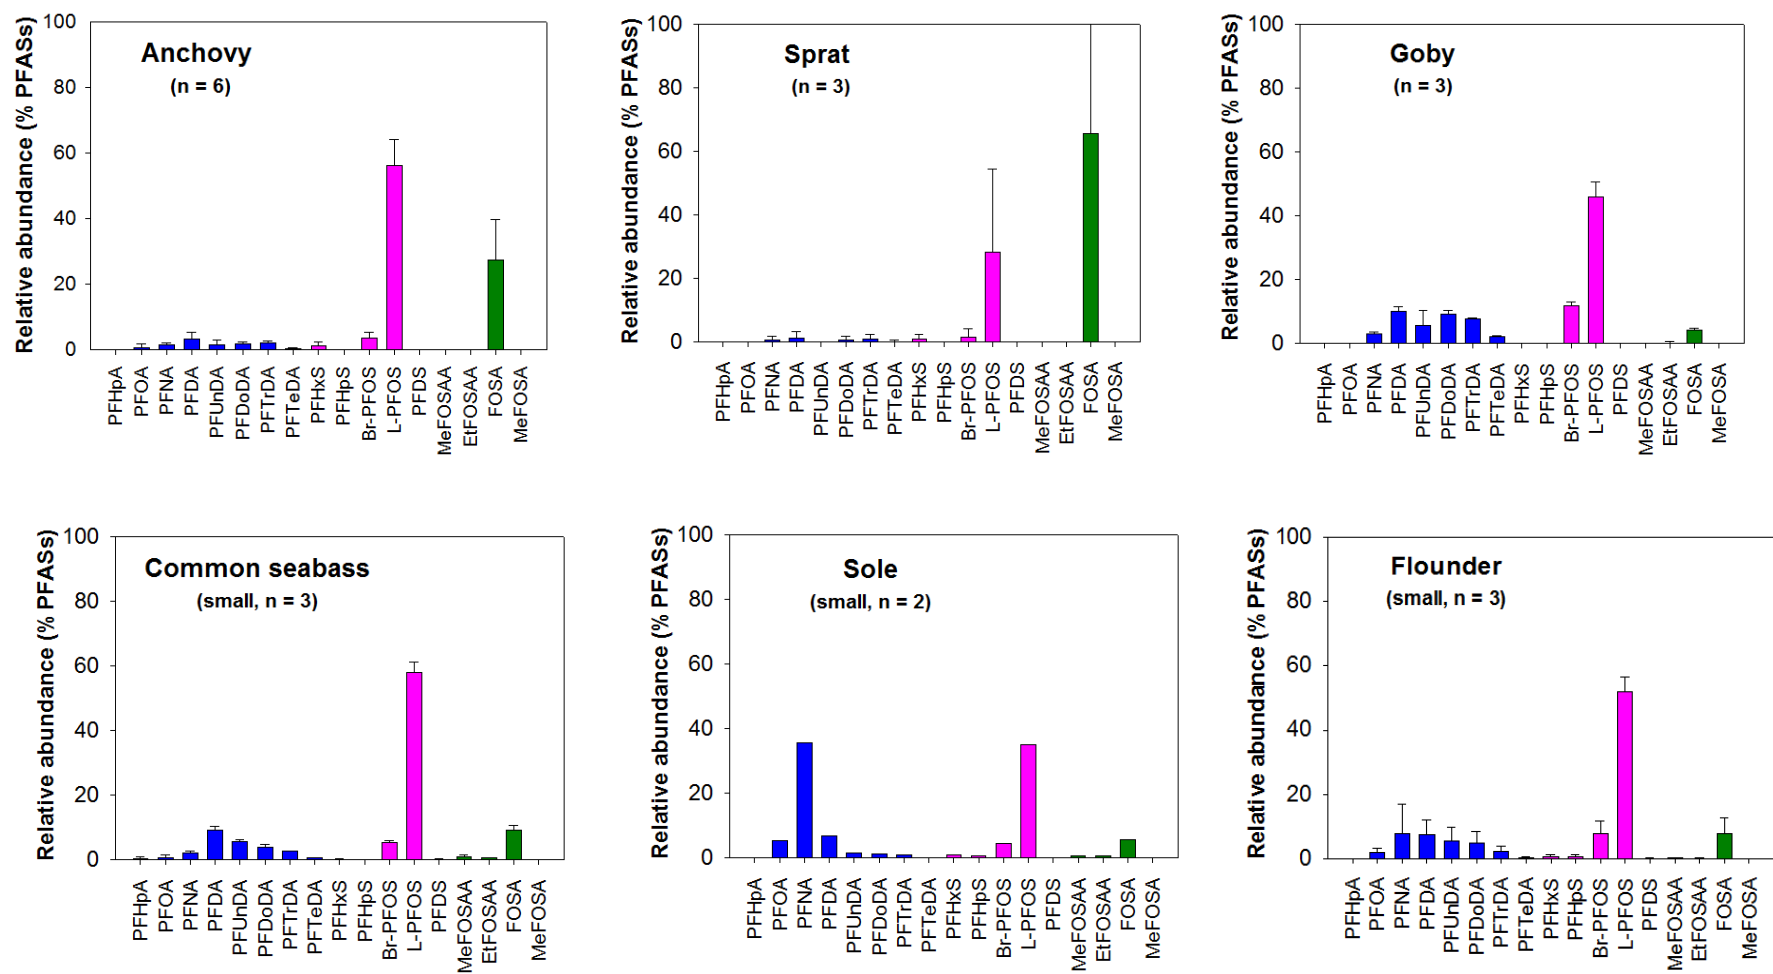 Relative abundance (% PFASs)
100
80
60
40
20
0
Anchovy
(n = 6)
PFHpA
PFOA
PFNA
PFDA
PFUnDA
PFDoDA
PFTrDA
PFTeDA
PFHxS
PFHpS
Br-PFOS
L-PFOS
PFDS
MeFOSAA
EtFOSAA
FOSA
MeFOSA
Relative abundance (% PFASs)
100
80
60
40
20
0
Sprat
(n = 3)
PFHpA
PFOA
PFNA
PFDA
PFUnDA
PFDoDA
PFTrDA
PFTeDA
PFHxS
PFHpS
Br-PFOS
L-PFOS
PFDS
MeFOSAA
EtFOSAA
FOSA
MeFOSA
Relative abundance (% PFASs)
100
80
60
40
20
0
Goby
(n = 3)
PFHpA
PFOA
PFNA
PFDA
PFUnDA
PFDoDA
PFTrDA
PFTeDA
PFHxS
PFHpS
Br-PFOS
L-PFOS
PFDS
MeFOSAA
EtFOSAA
FOSA
MeFOSA
Relative abundance (% PFASs)
100
80
60
40
20
0
Common seabass
(small, n = 3)
PFHpA
PFOA
PFNA
PFDA
PFUnDA
PFDoDA
PFTrDA
PFTeDA
PFHxS
PFHpS
Br-PFOS
L-PFOS
PFDS
MeFOSAA
EtFOSAA
FOSA
MeFOSA
Relative abundance (% PFASs)
100
80
60
40
20
0
Sole
(small, n = 2)
PFHpA
PFOA
PFNA
PFDA
PFUnDA
PFDoDA
PFTrDA
PFTeDA
PFHxS
PFHpS
Br-PFOS
L-PFOS
PFDS
MeFOSAA
EtFOSAA
FOSA
MeFOSA
Relative abundance (% PFASs)
100
80
60
40
20
0
Flounder
(small, n = 3)
PFHpA
PFOA
PFNA
PFDA
PFUnDA
PFDoDA
PFTrDA
PFTeDA
PFHxS
PFHpS
Br-PFOS
L-PFOS
PFDS
MeFOSAA
EtFOSAA
FOSA
MeFOSA